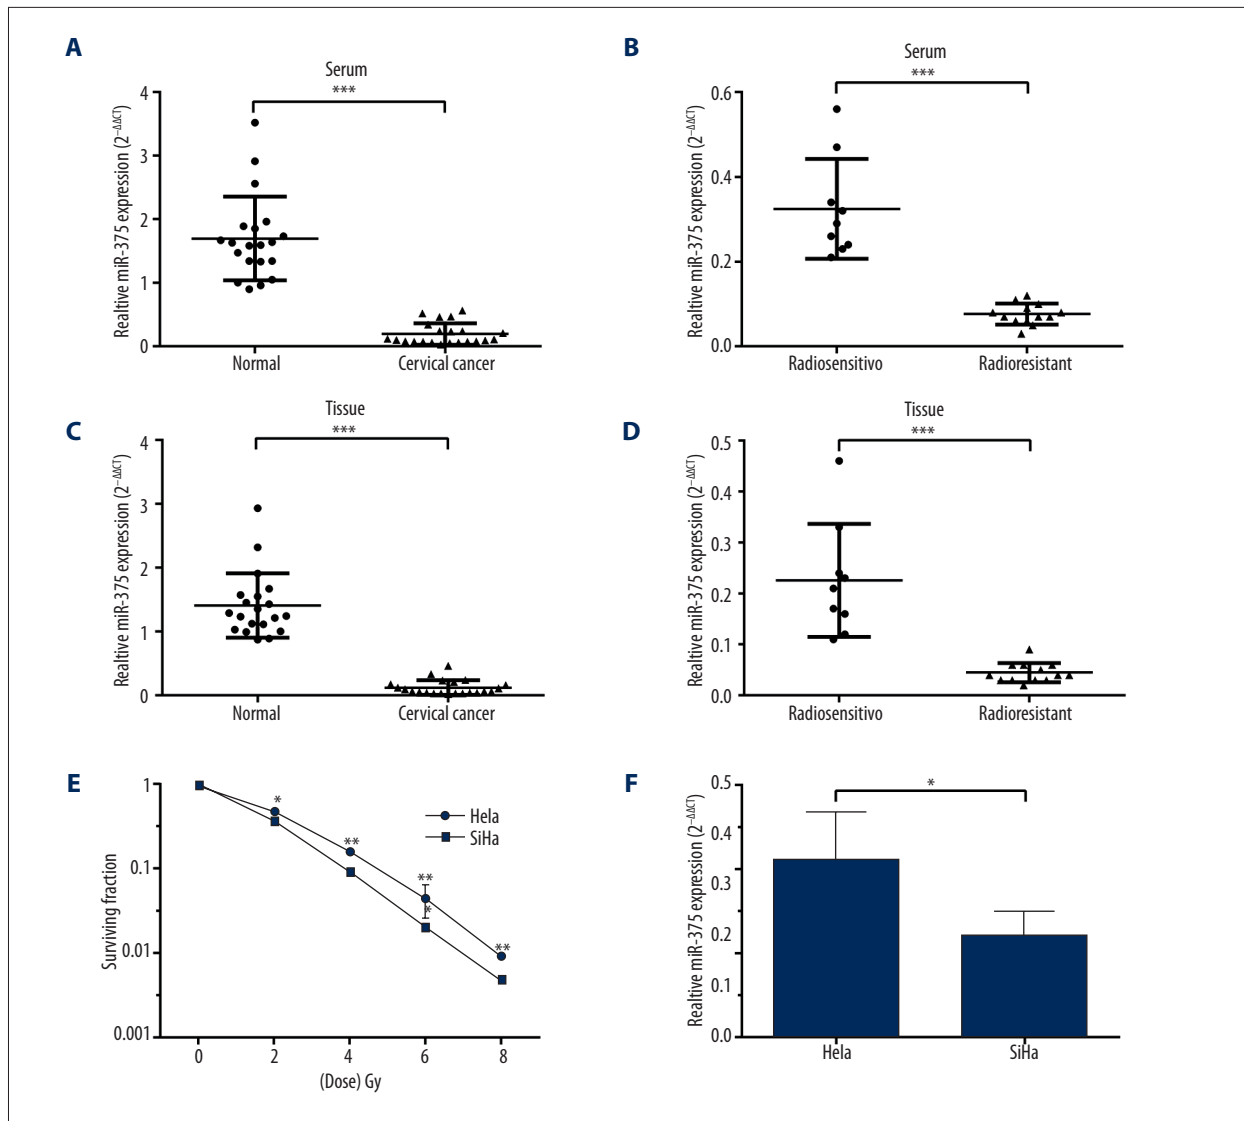 A
Serum
***
Realtive miR-375 expression (2⁻ΔΔCT)
4
3
2
1
0
Normal
Cervical cancer
B
Serum
***
Realtive miR-375 expression (2⁻ΔΔCT)
0.6
0.4
0.2
0.0
Radiosensitivo
Radioresistant
C
Tissue
***
Realtive miR-375 expression (2⁻ΔΔCT)
4
3
2
1
0
Normal
Cervical cancer
D
Tissue
***
Realtive miR-375 expression (2⁻ΔΔCT)
0.5
0.4
0.3
0.2
0.1
0.0
Radiosensitivo
Radioresistant
E
Surviving fraction
1
0.1
0.01
0.001
*
**
**
*
**
Hela
SiHa
0
2
4
6
8
(Dose) Gy
F
*
Realtive miR-375 expression (2⁻ΔΔCT)
0.5
0.4
0.3
0.2
0.1
0.0
Hela
SiHa